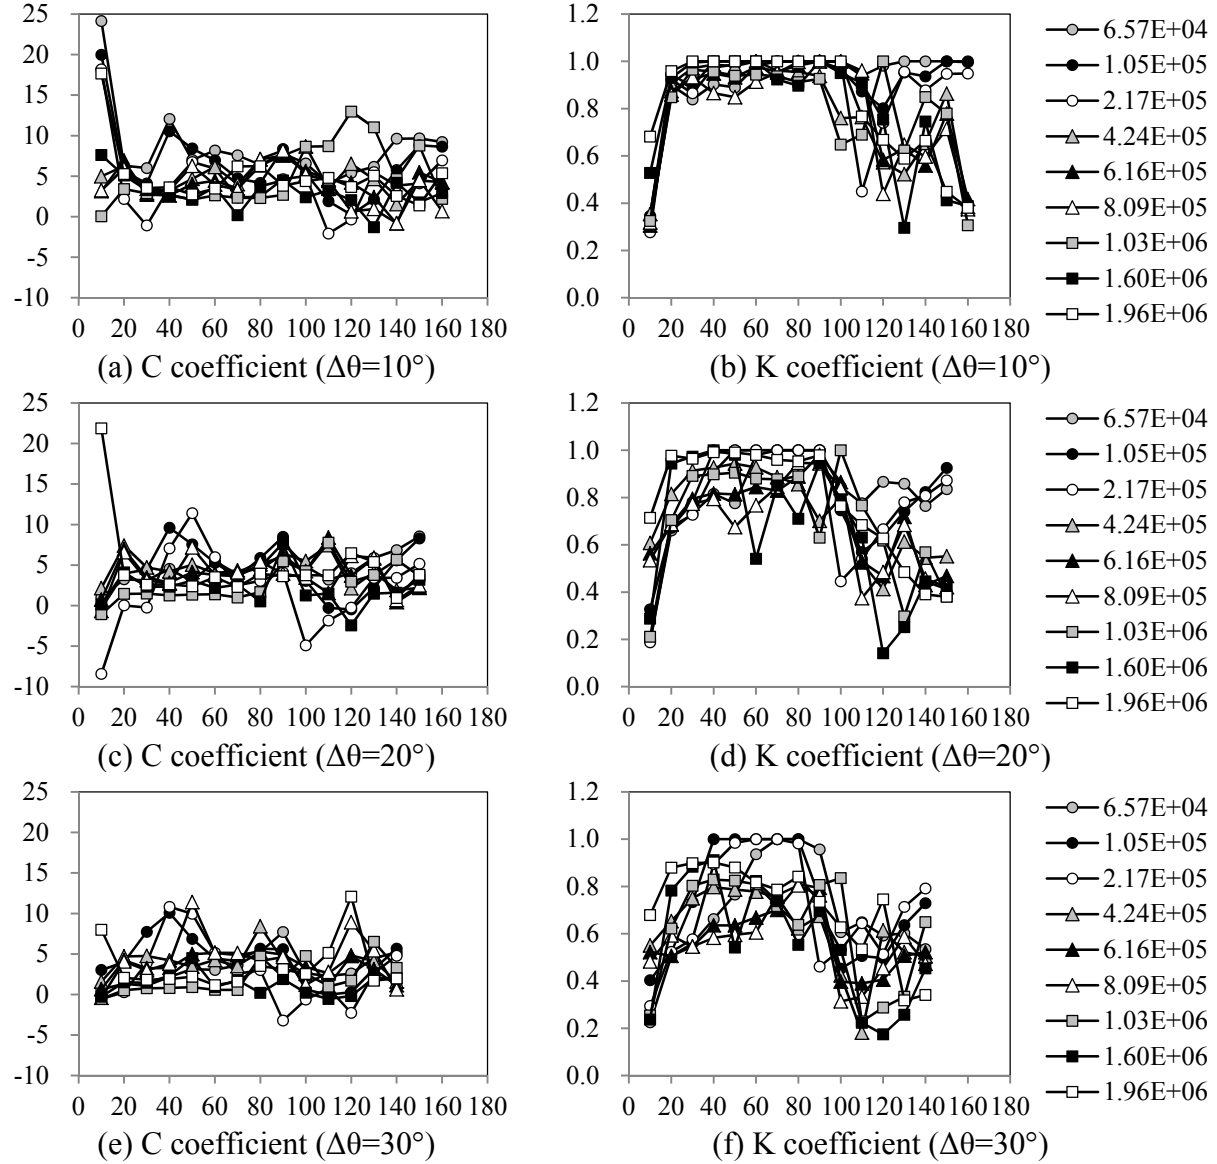 25
20
15
10
5
0
-5
-10
0 20 40 60 80 100 120 140 160 180
(a) C coefficient (Δθ=10°)
1.2
1.0
0.8
0.6
0.4
0.2
0.0
0 20 40 60 80 100 120 140 160 180
(b) K coefficient (Δθ=10°)
6.57E+04
1.05E+05
2.17E+05
4.24E+05
6.16E+05
8.09E+05
1.03E+06
1.60E+06
1.96E+06
25
20
15
10
5
0
-5
-10
0 20 40 60 80 100 120 140 160 180
(c) C coefficient (Δθ=20°)
1.2
1.0
0.8
0.6
0.4
0.2
0.0
0 20 40 60 80 100 120 140 160 180
(d) K coefficient (Δθ=20°)
6.57E+04
1.05E+05
2.17E+05
4.24E+05
6.16E+05
8.09E+05
1.03E+06
1.60E+06
1.96E+06
25
20
15
10
5
0
-5
-10
0 20 40 60 80 100 120 140 160 180
(e) C coefficient (Δθ=30°)
1.2
1.0
0.8
0.6
0.4
0.2
0.0
0 20 40 60 80 100 120 140 160 180
(f) K coefficient (Δθ=30°)
6.57E+04
1.05E+05
2.17E+05
4.24E+05
6.16E+05
8.09E+05
1.03E+06
1.60E+06
1.96E+06